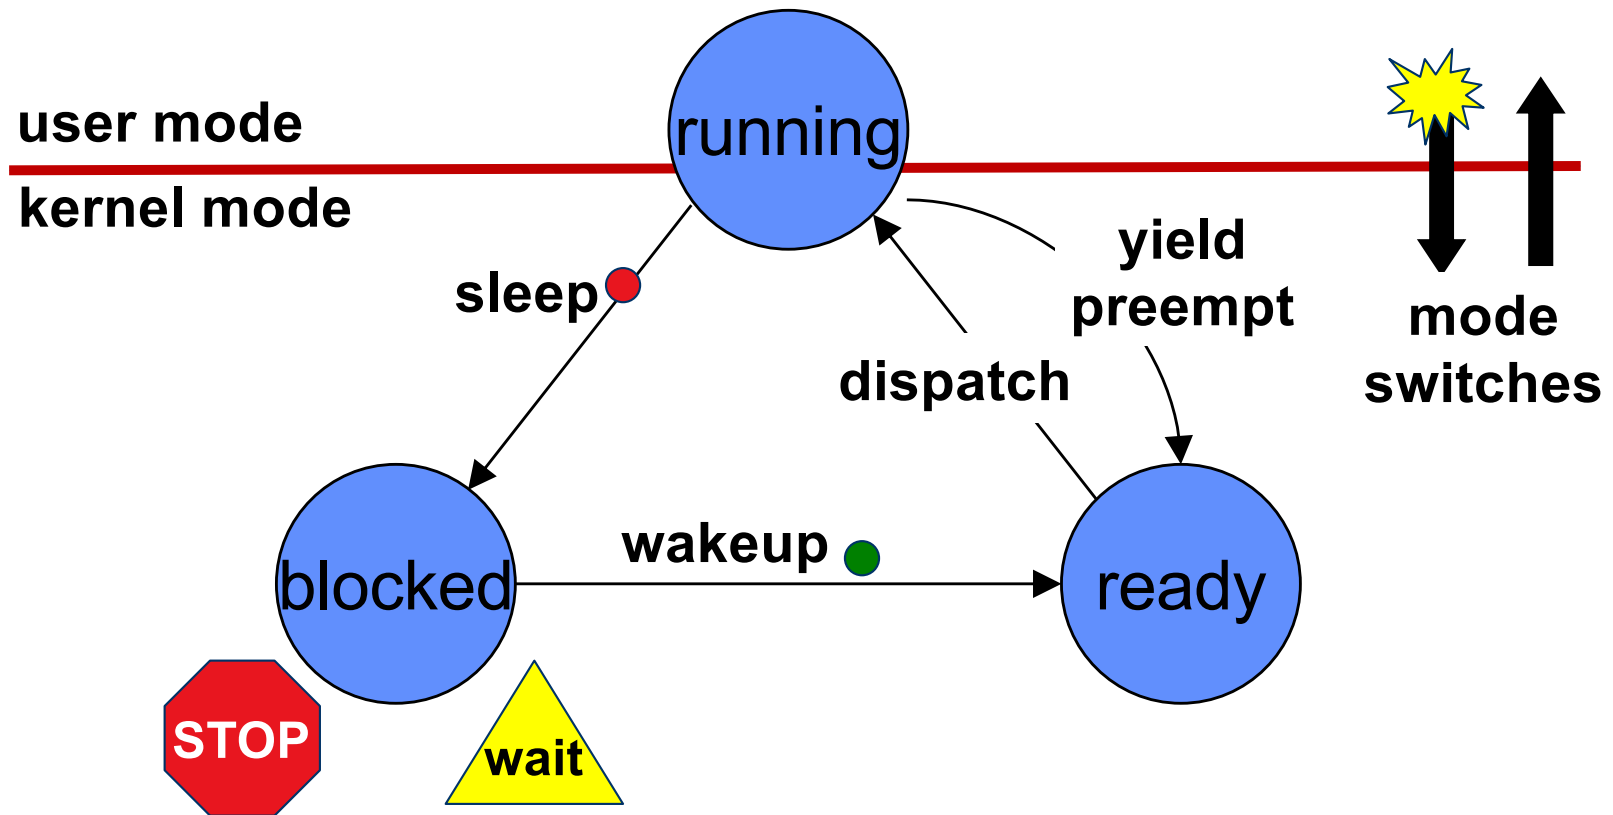 user mode
running
kernel mode
yield
preempt
sleep
mode
switches
dispatch
wakeup
blocked
ready
STOP
wait